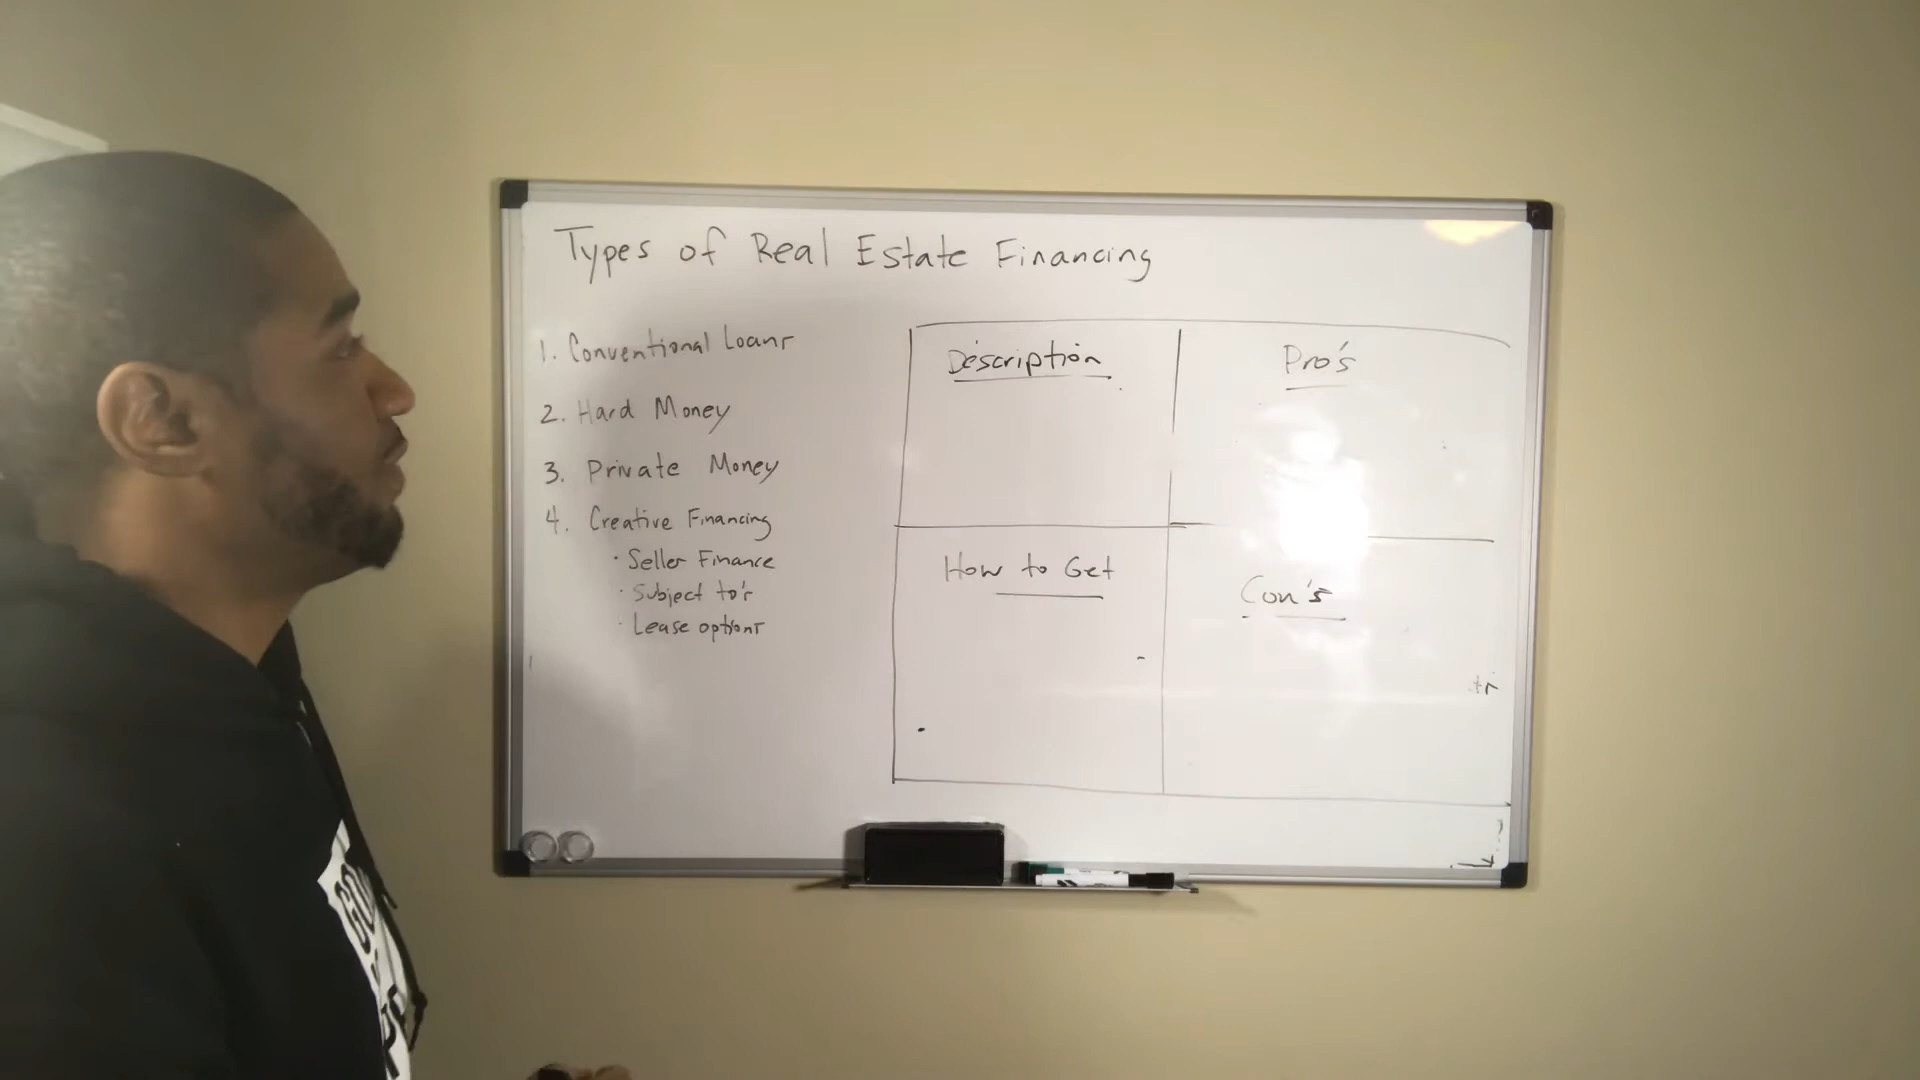 Types of Real Estate Financing
1. Conventional Loans
2. Hard Money
3. Private Money
4. Creative Financing
· Seller Finance
· Subject to's
· Lease options
Description
Pro's
How to Get
Con's